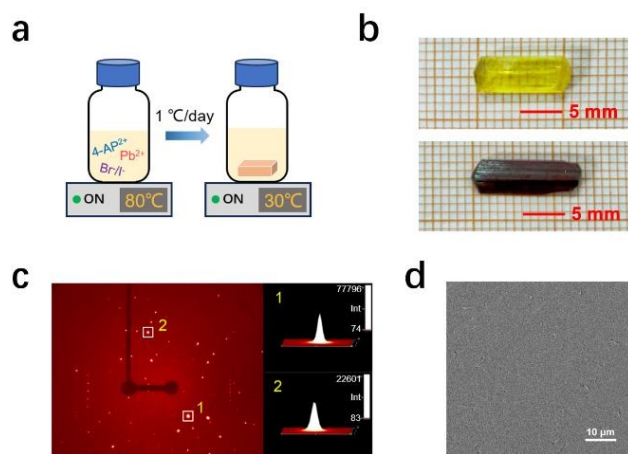 a
1 ℃/day
4-AP²⁺
Pb²⁺
Br⁻/I⁻
ON 80℃
ON 30℃
b
5 mm
5 mm
c
2
1
1
77796
Int
74
2
22601
Int
83
d
10 μm